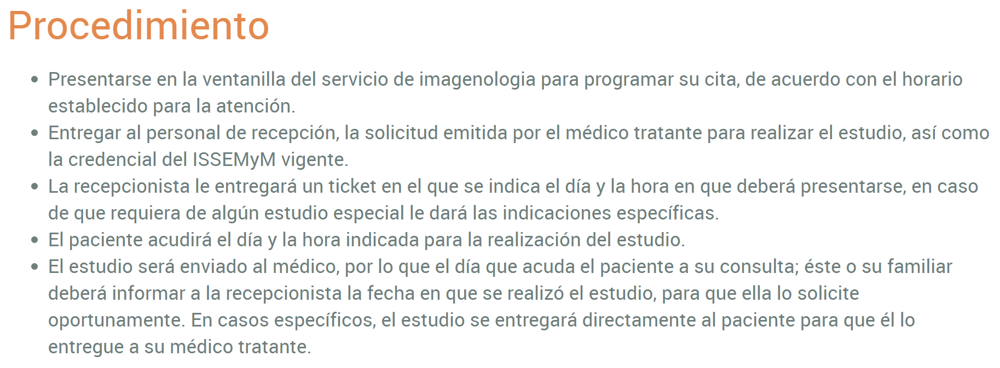 Procedimiento
• Presentarse en la ventanilla del servicio de imagenologia para programar su cita, de acuerdo con el horario
establecido para la atención.
• Entregar al personal de recepción, la solicitud emitida por el médico tratante para realizar el estudio, así como
la credencial del ISSEMyM vigente.
• La recepcionista le entregará un ticket en el que se indica el día y la hora en que deberá presentarse, en caso
de que requiera de algún estudio especial le dará las indicaciones específicas.
• El paciente acudirá el día y la hora indicada para la realización del estudio.
• El estudio será enviado al médico, por lo que el día que acuda el paciente a su consulta; éste o su familiar
deberá informar a la recepcionista la fecha en que se realizó el estudio, para que ella lo solicite
oportunamente. En casos específicos, el estudio se entregará directamente al paciente para que él lo
entregue a su médico tratante.